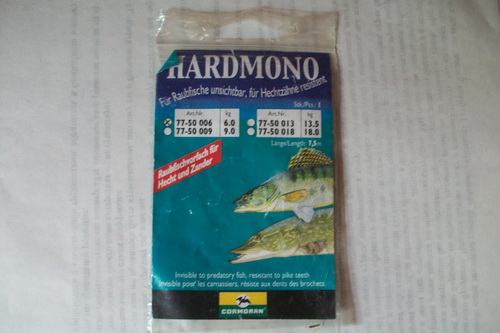 HARDMONO
Für Raubfische unsichtbar, für Hechtzähne resistent
Stk./Pcs.: 1
Art.Nr. kg Art.Nr. kg
77-50 006 6.0 77-50 013 13.5
77-50 009 9.0 77-50 018 18.0
Länge/Length: 7,5m
Raubfischvorfach für
Hecht und Zander
Invisible to predatory fish, resistant to pike teeth
Invisible pour les carnassiers, résiste aux dents des brochets
CORMORAN